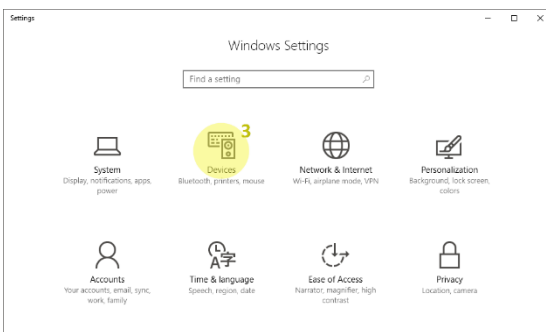 Settings
Windows Settings
Find a setting
3
System
Display, notifications, apps,
power
Devices
Bluetooth, printers, mouse
Network & Internet
Wi-Fi, airplane mode, VPN
Personalization
Background, lock screen,
colors
Accounts
Your accounts, email, sync,
work, family
Time & language
Speech, region, date
Ease of Access
Narrator, magnifier, high
contrast
Privacy
Location, camera